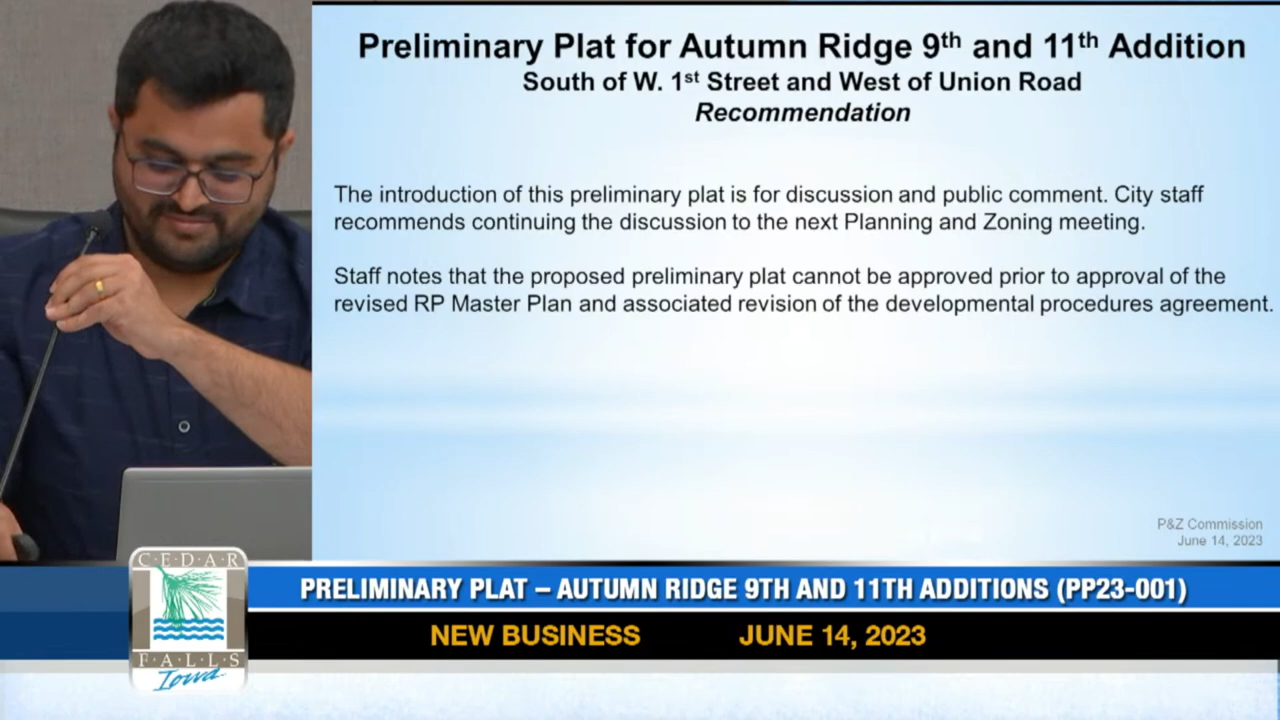 Preliminary Plat for Autumn Ridge 9th and 11th Addition
South of W. 1st Street and West of Union Road
Recommendation
The introduction of this preliminary plat is for discussion and public comment. City staff
recommends continuing the discussion to the next Planning and Zoning meeting.
Staff notes that the proposed preliminary plat cannot be approved prior to approval of the
revised RP Master Plan and associated revision of the developmental procedures agreement.
P&Z Commission
June 14, 2023
C·E·D·A·R
F·A·L·L·S
Iowa
PRELIMINARY PLAT – AUTUMN RIDGE 9TH AND 11TH ADDITIONS (PP23-001)
NEW BUSINESS JUNE 14, 2023